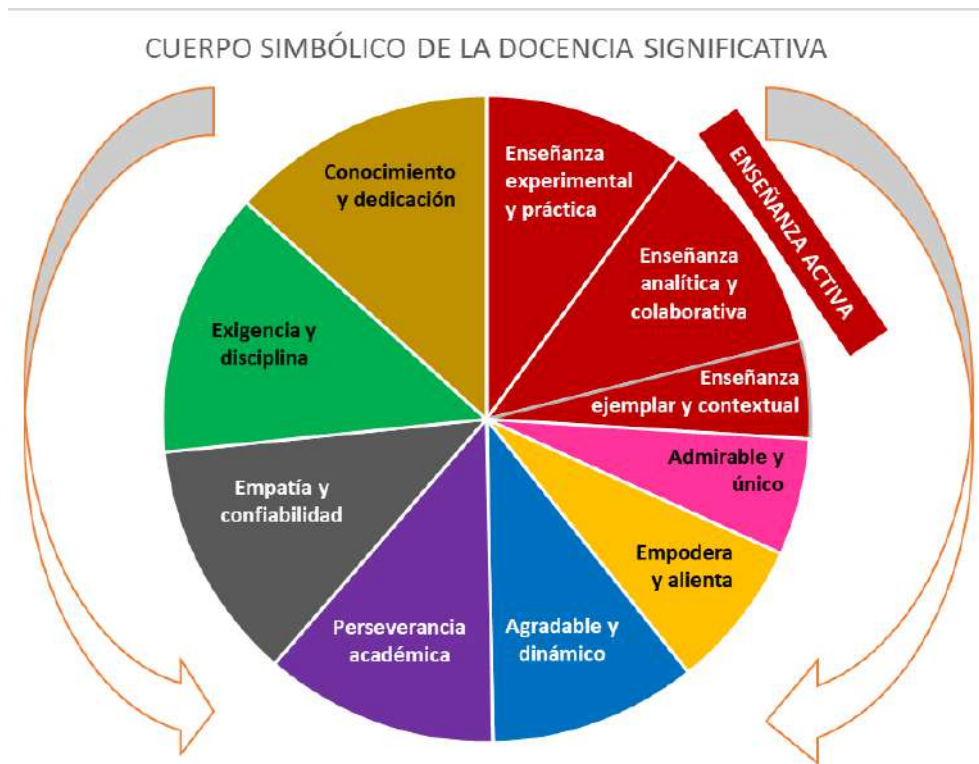 CUERPO SIMBÓLICO DE LA DOCENCIA SIGNIFICATIVA
Enseñanza
experimental
y práctica
Enseñanza
analítica y
colaborativa
ENSEÑANZA ACTIVA
Enseñanza
ejemplar y contextual
Admirable y
único
Empodera
y alienta
Agradable y
dinámico
Perseverancia
académica
Empatía y
confiabilidad
Exigencia y
disciplina
Conocimiento
y dedicación